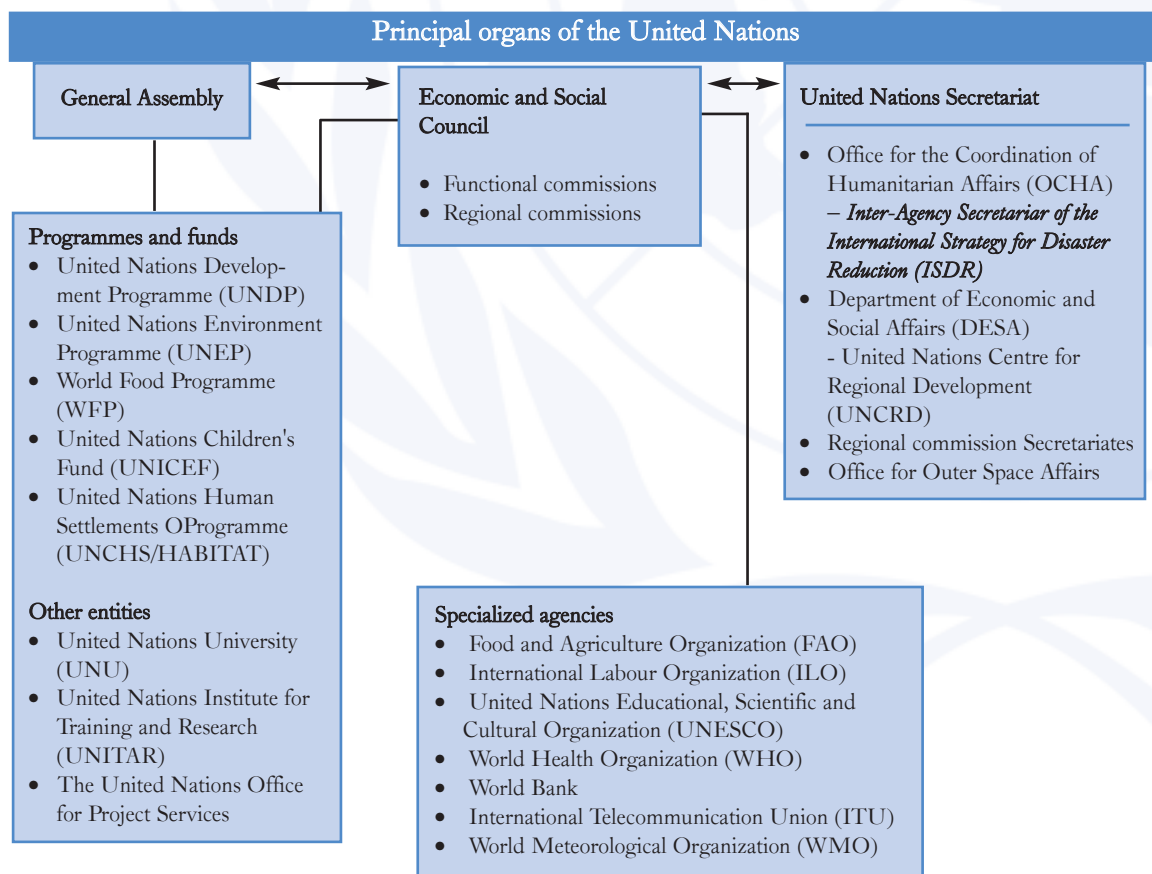 Principal organs of the United Nations
General Assembly
Economic and Social
Council
• Functional commissions
• Regional commissions
United Nations Secretariat
• Office for the Coordination of
Humanitarian Affairs (OCHA)
– Inter-Agency Secretariar of the
International Strategy for Disaster
Reduction (ISDR)
• Department of Economic and
Social Affairs (DESA)
- United Nations Centre for
Regional Development
(UNCRD)
• Regional commission Secretariates
• Office for Outer Space Affairs
Programmes and funds
• United Nations Develop-
ment Programme (UNDP)
• United Nations Environment
Programme (UNEP)
• World Food Programme
(WFP)
• United Nations Children's
Fund (UNICEF)
• United Nations Human
Settlements OProgramme
(UNCHS/HABITAT)
Other entities
• United Nations University
(UNU)
• United Nations Institute for
Training and Research
(UNITAR)
• The United Nations Office
for Project Services
Specialized agencies
• Food and Agriculture Organization (FAO)
• International Labour Organization (ILO)
• United Nations Educational, Scientific and
Cultural Organization (UNESCO)
• World Health Organization (WHO)
• World Bank
• International Telecommunication Union (ITU)
• World Meteorological Organization (WMO)